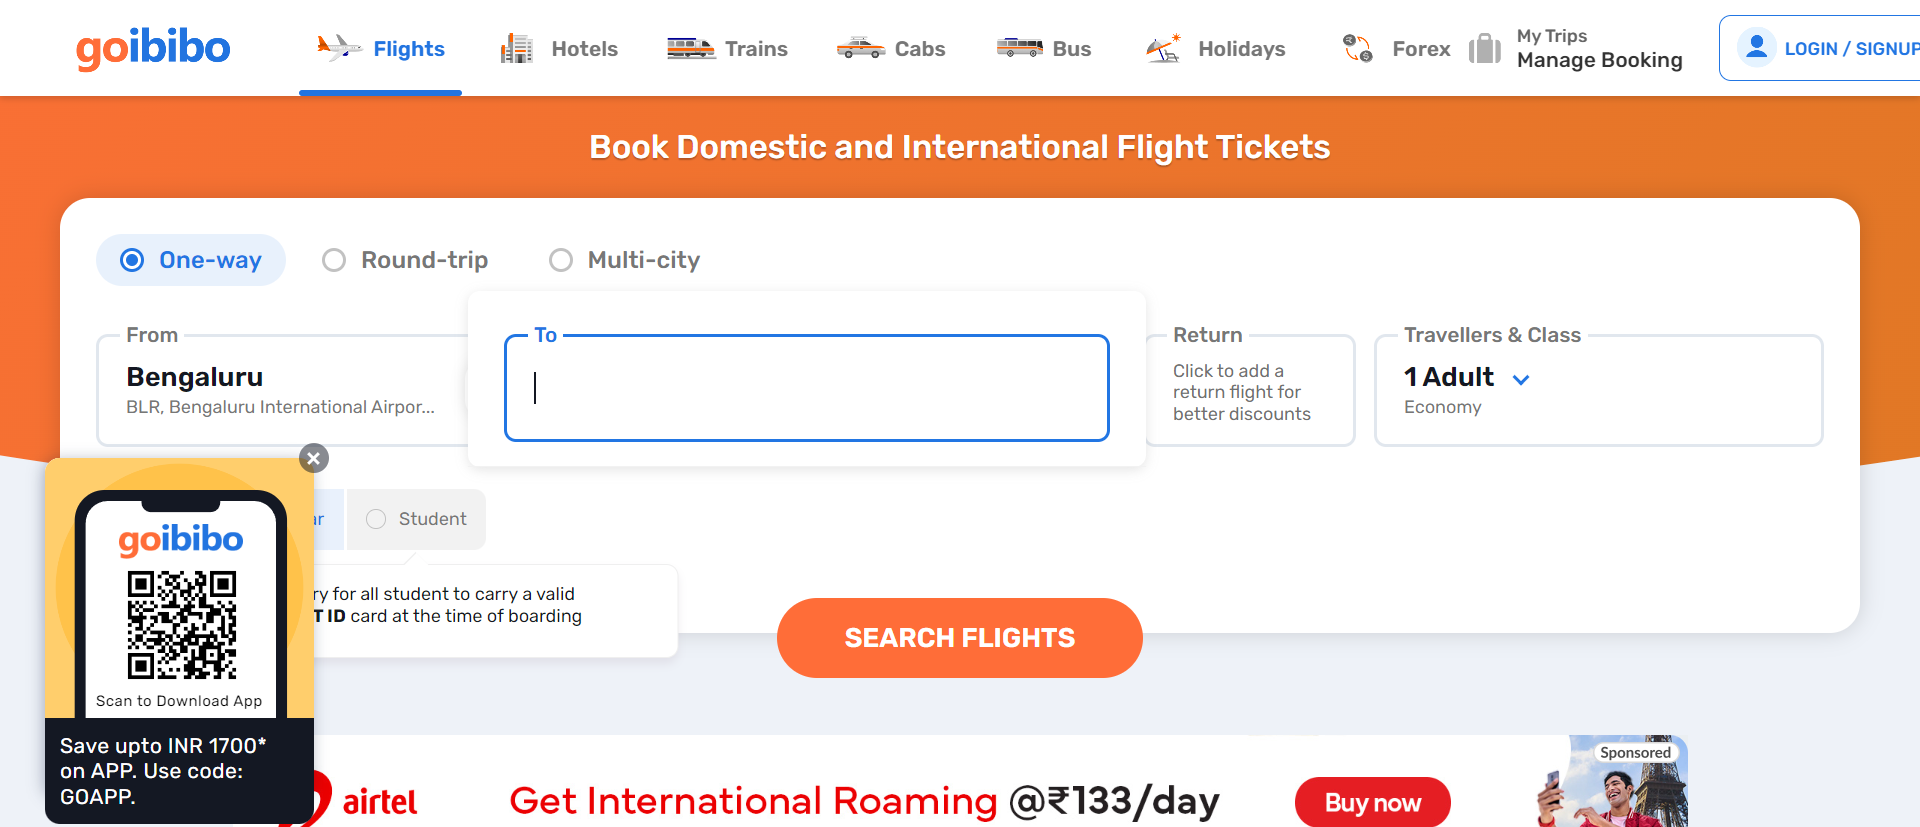 goibibo
Flights
Hotels
Trains
Cabs
Bus
Holidays
Forex
My Trips
Manage Booking
LOGIN / SIGNUP
Book Domestic and International Flight Tickets
One-way
Round-trip
Multi-city
From
Bengaluru
BLR, Bengaluru International Airpor...
To
Return
Click to add a
return flight for
better discounts
Travellers & Class
1 Adult
Economy
Student
for all student to carry a valid
ID card at the time of boarding
SEARCH FLIGHTS
goibibo
Scan to Download App
Save upto INR 1700*
on APP. Use code:
GOAPP.
airtel
Get International Roaming @₹133/day
Buy now
Sponsored